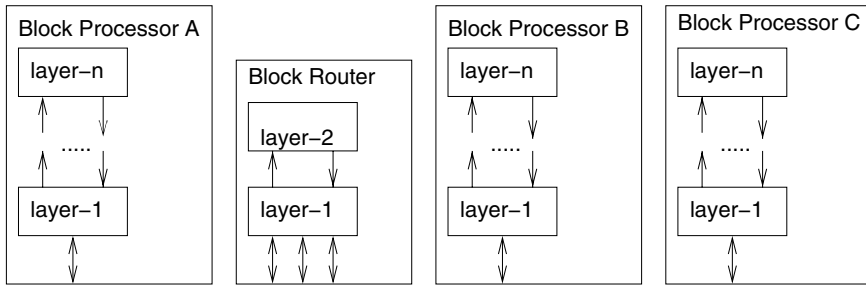 Block Processor A
layer–n
.....
layer–1
Block Router
layer–2
layer–1
Block Processor B
layer–n
.....
layer–1
Block Processor C
layer–n
.....
layer–1